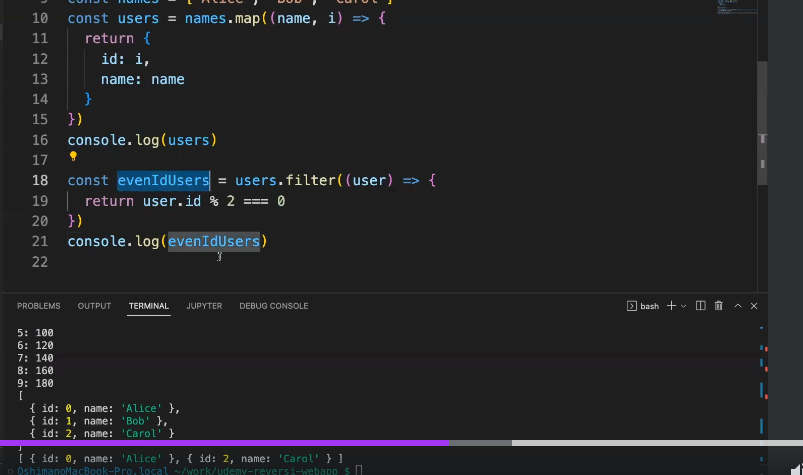 9 const names = ['Alice', 'Bob', 'Carol']
10 const users = names.map((name, i) => {
11 return {
12 id: i,
13 name: name
14 }
15 })
16 console.log(users)
17
18 const evenIdUsers = users.filter((user) => {
19 return user.id % 2 === 0
20 })
21 console.log(evenIdUsers)
22
PROBLEMS OUTPUT TERMINAL JUPYTER DEBUG CONSOLE bash
5: 100
6: 120
7: 140
8: 160
9: 180
[
{ id: 0, name: 'Alice' },
{ id: 1, name: 'Bob' },
{ id: 2, name: 'Carol' }
]
[ { id: 0, name: 'Alice' }, { id: 2, name: 'Carol' } ]
OshimanoMacBook-Pro.local ~/work/udemy-reversi-webapp $